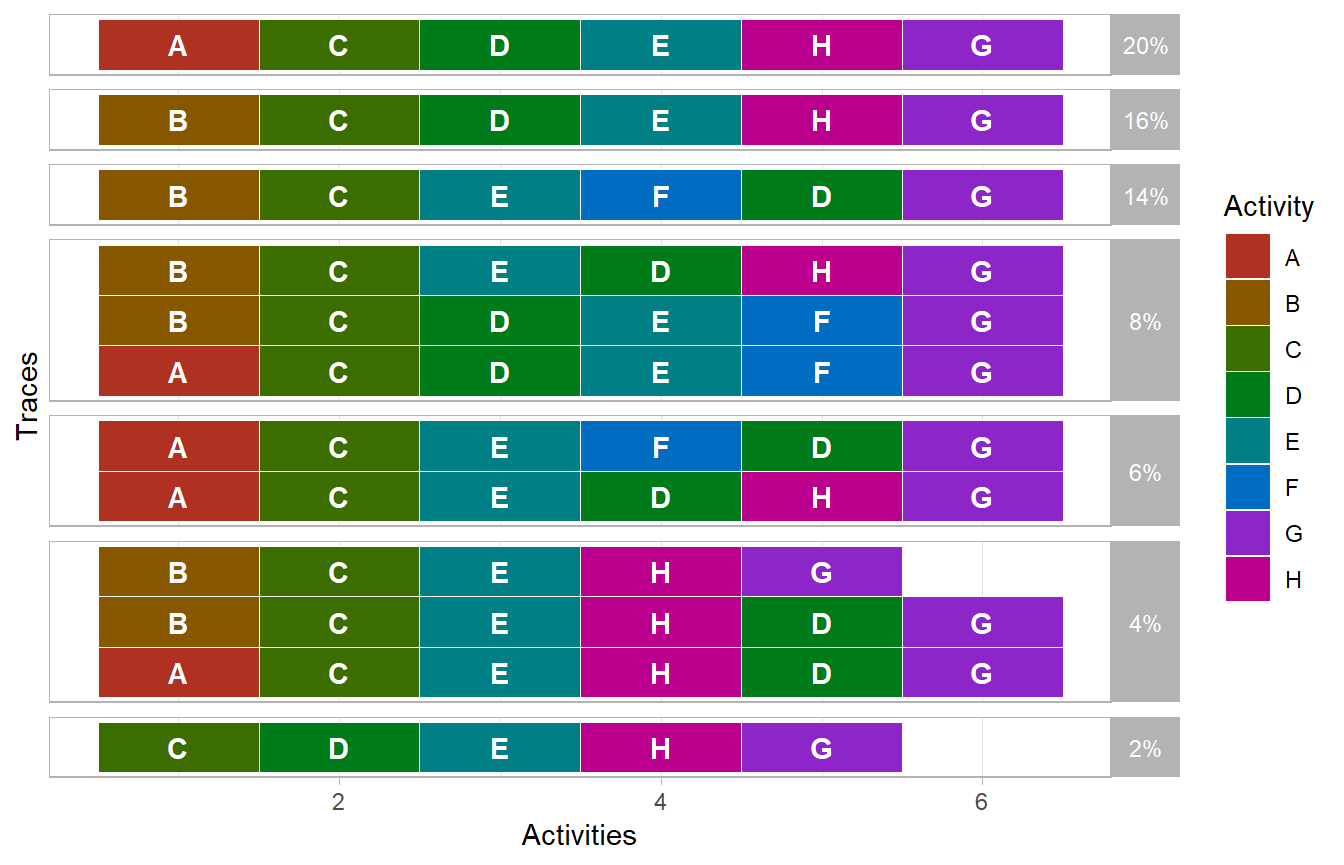 A C D E H G 20%
B C D E H G 16%
B C E F D G 14%
B C E D H G
B C D E F G 8%
A C D E F G
A C E F D G
A C E D H G
6%
B C E H G
B C E H D G 4%
A C E H D G
C D E H G 2%
2 4 6
Activities
Traces
Activity
A
B
C
D
E
F
G
H